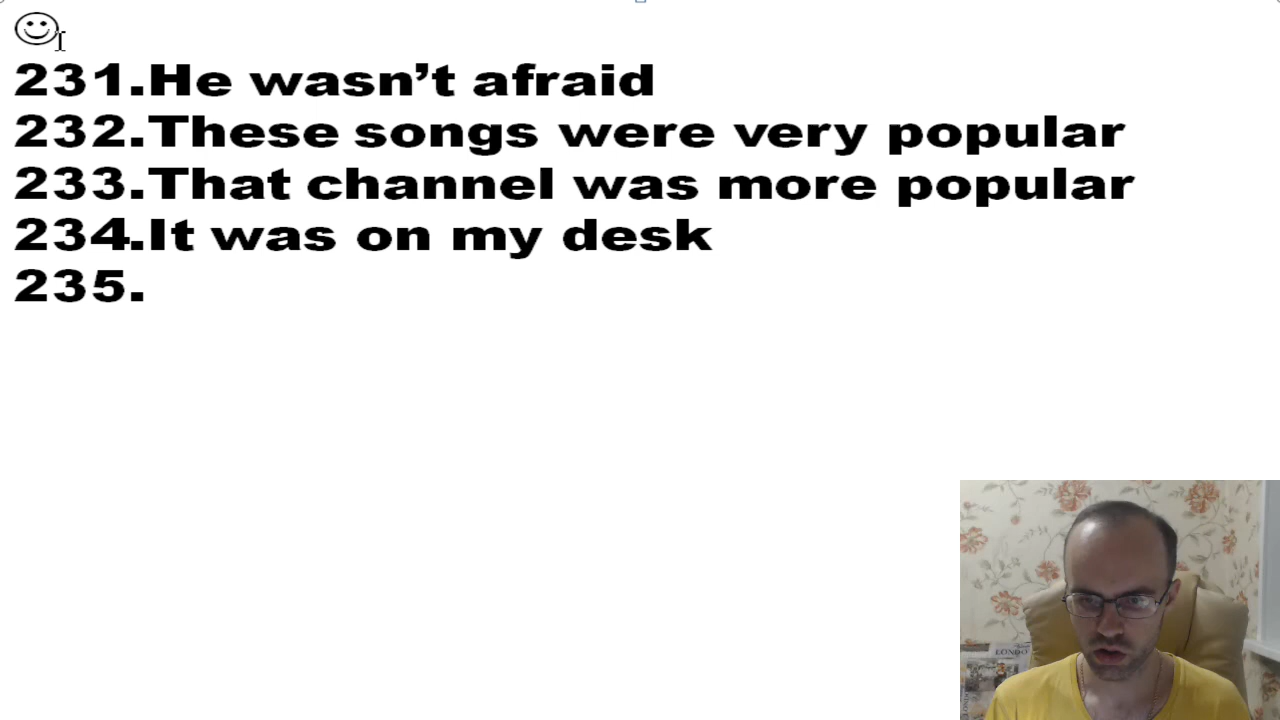 231.He wasn’t afraid
232.These songs were very popular
233.That channel was more popular
234.It was on my desk
235.
LONDO